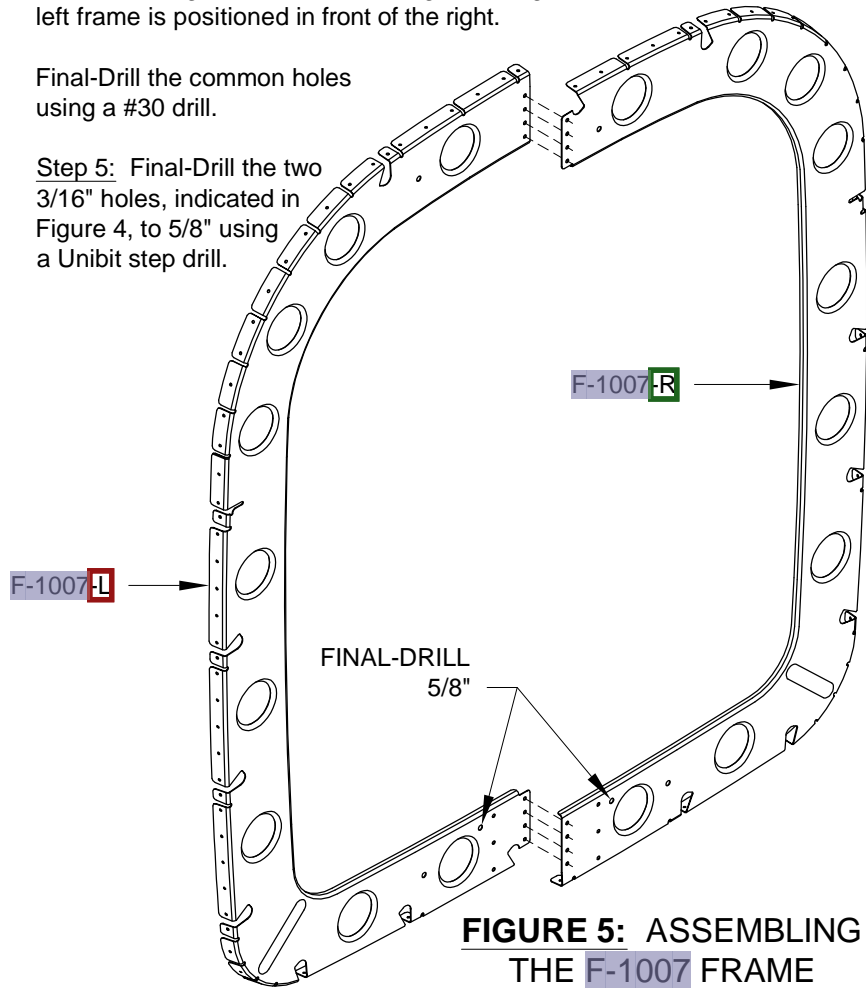 left frame is positioned in front of the right.
Final-Drill the common holes
using a #30 drill.
Step 5: Final-Drill the two
3/16" holes, indicated in
Figure 4, to 5/8" using
a Unibit step drill.
F-1007-R
F-1007-L
FINAL-DRILL
5/8"
FIGURE 5: ASSEMBLING
THE F-1007 FRAME